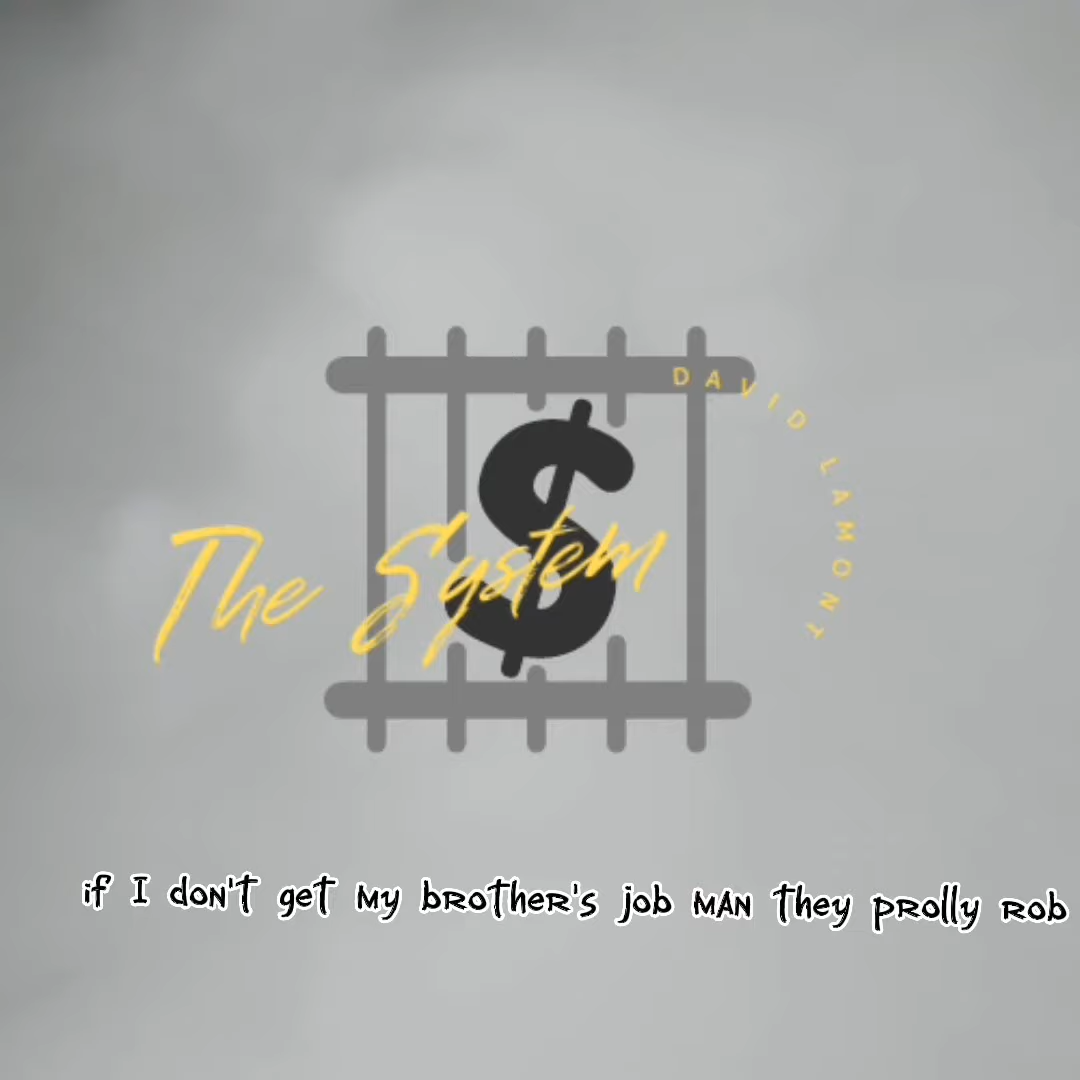 DAVID LAMONT
The System
if I don't get my brother's job man they prolly rob